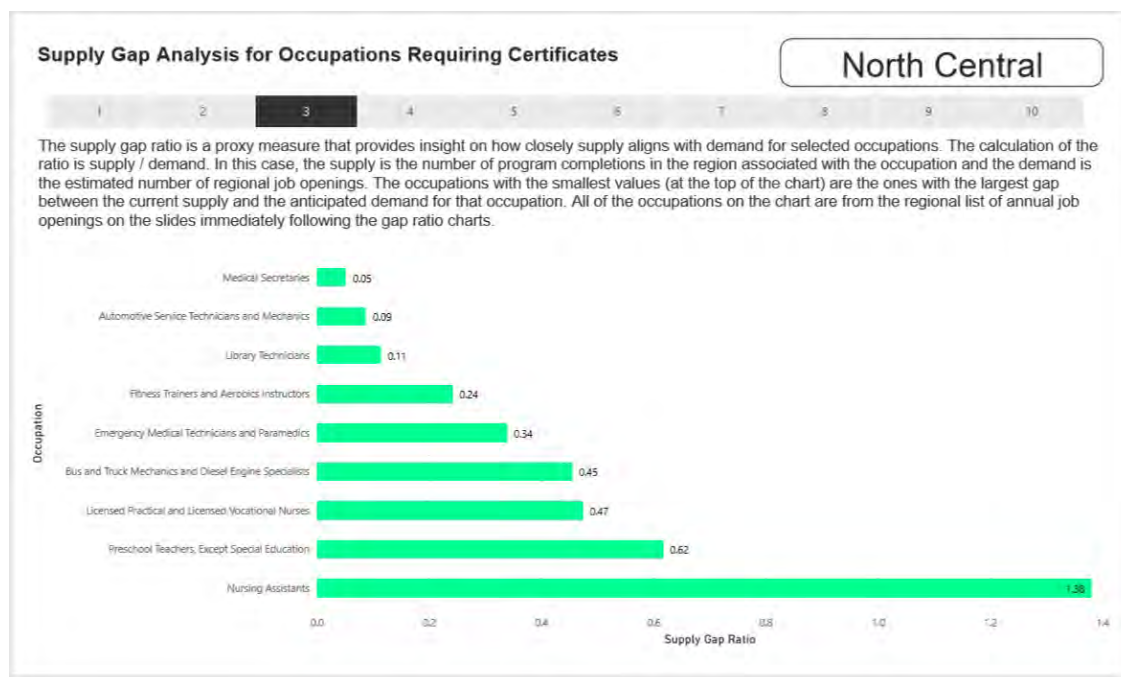 Supply Gap Analysis for Occupations Requiring Certificates
North Central
1 2 3 4 5 6 7 8 9 10
The supply gap ratio is a proxy measure that provides insight on how closely supply aligns with demand for selected occupations. The calculation of the
ratio is supply / demand. In this case, the supply is the number of program completions in the region associated with the occupation and the demand is
the estimated number of regional job openings. The occupations with the smallest values (at the top of the chart) are the ones with the largest gap
between the current supply and the anticipated demand for that occupation. All of the occupations on the chart are from the regional list of annual job
openings on the slides immediately following the gap ratio charts.
Occupation
Medical Secretaries 0.05
Automotive Service Technicians and Mechanics 0.09
Library Technicians 0.11
Fitness Trainers and Aerobics Instructors 0.24
Emergency Medical Technicians and Paramedics 0.34
Bus and Truck Mechanics and Diesel Engine Specialists 0.45
Licensed Practical and Licensed Vocational Nurses 0.47
Preschool Teachers, Except Special Education 0.62
Nursing Assistants 1.38
0.0 0.2 0.4 0.6 0.8 1.0 1.2 1.4
Supply Gap Ratio